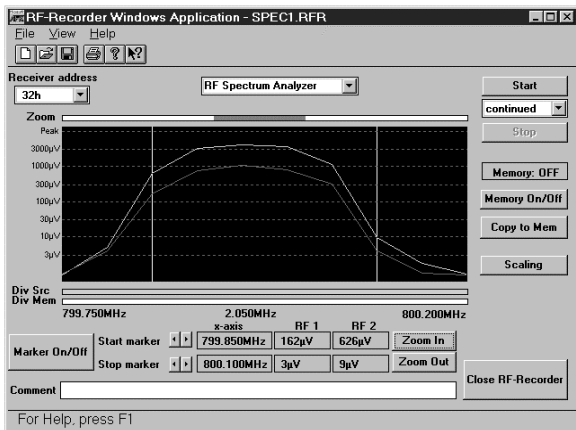 RF-Recorder Windows Application - SPEC1.RFR
File View Help
Receiver address
32h
RF Spectrum Analyzer
Start
continued
Stop
Zoom
Peak
3000µV
1000µV
300µV
100µV
30µV
10µV
3µV
Memory: OFF
Memory On/Off
Copy to Mem
Scaling
Div Src
Div Mem
799.750MHz 2.050MHz 800.200MHz
x-axis RF 1 RF 2
Marker On/Off
Start marker 799.850MHz 162µV 626µV Zoom In
Stop marker 800.100MHz 3µV 9µV Zoom Out
Close RF-Recorder
Comment
For Help, press F1